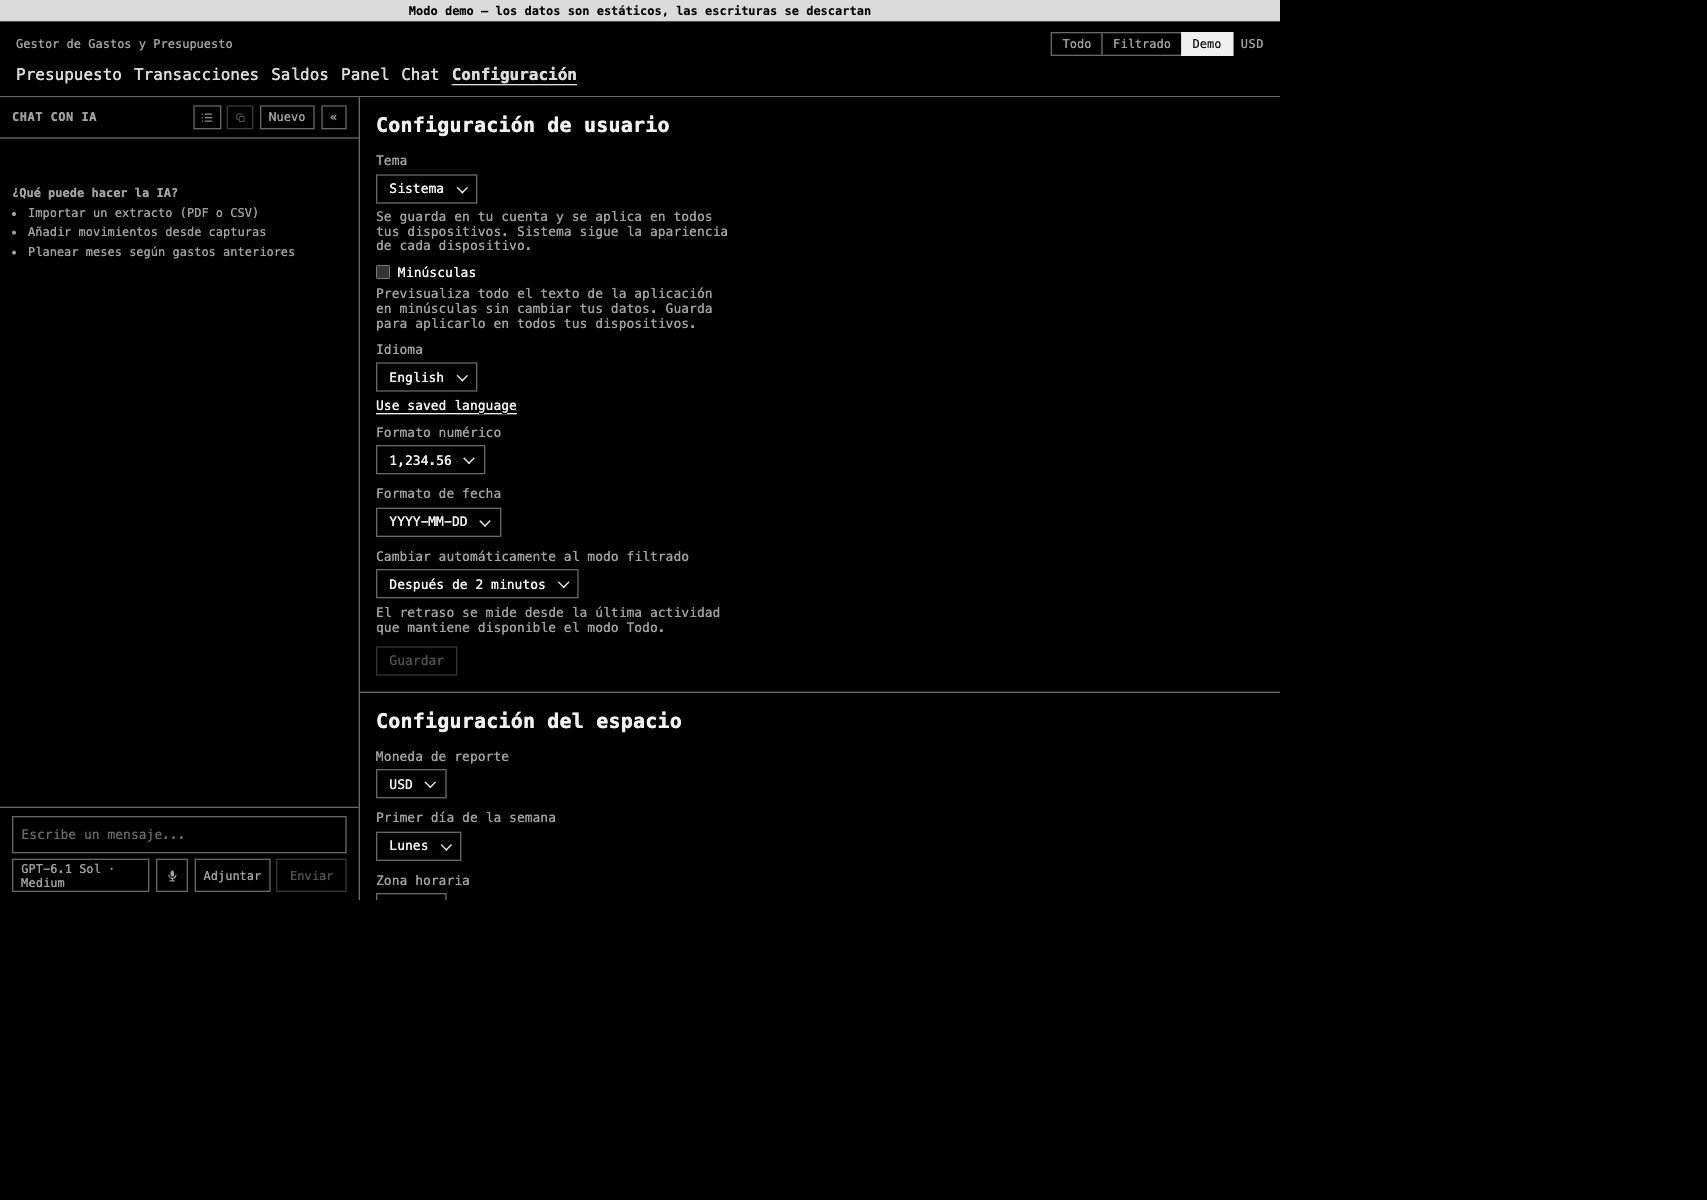 Modo demo — los datos son estáticos, las escrituras se descartan
Gestor de Gastos y Presupuesto
Todo Filtrado Demo USD
Presupuesto Transacciones Saldos Panel Chat Configuración
CHAT CON IA
Nuevo «
¿Qué puede hacer la IA?
• Importar un extracto (PDF o CSV)
• Añadir movimientos desde capturas
• Planear meses según gastos anteriores
Escribe un mensaje...
GPT-6.1 Sol ·
Medium
Adjuntar Enviar
Configuración de usuario
Tema
Sistema
Se guarda en tu cuenta y se aplica en todos
tus dispositivos. Sistema sigue la apariencia
de cada dispositivo.
Minúsculas
Previsualiza todo el texto de la aplicación
en minúsculas sin cambiar tus datos. Guarda
para aplicarlo en todos tus dispositivos.
Idioma
English
Use saved language
Formato numérico
1,234.56
Formato de fecha
YYYY-MM-DD
Cambiar automáticamente al modo filtrado
Después de 2 minutos
El retraso se mide desde la última actividad
que mantiene disponible el modo Todo.
Guardar
Configuración del espacio
Moneda de reporte
USD
Primer día de la semana
Lunes
Zona horaria